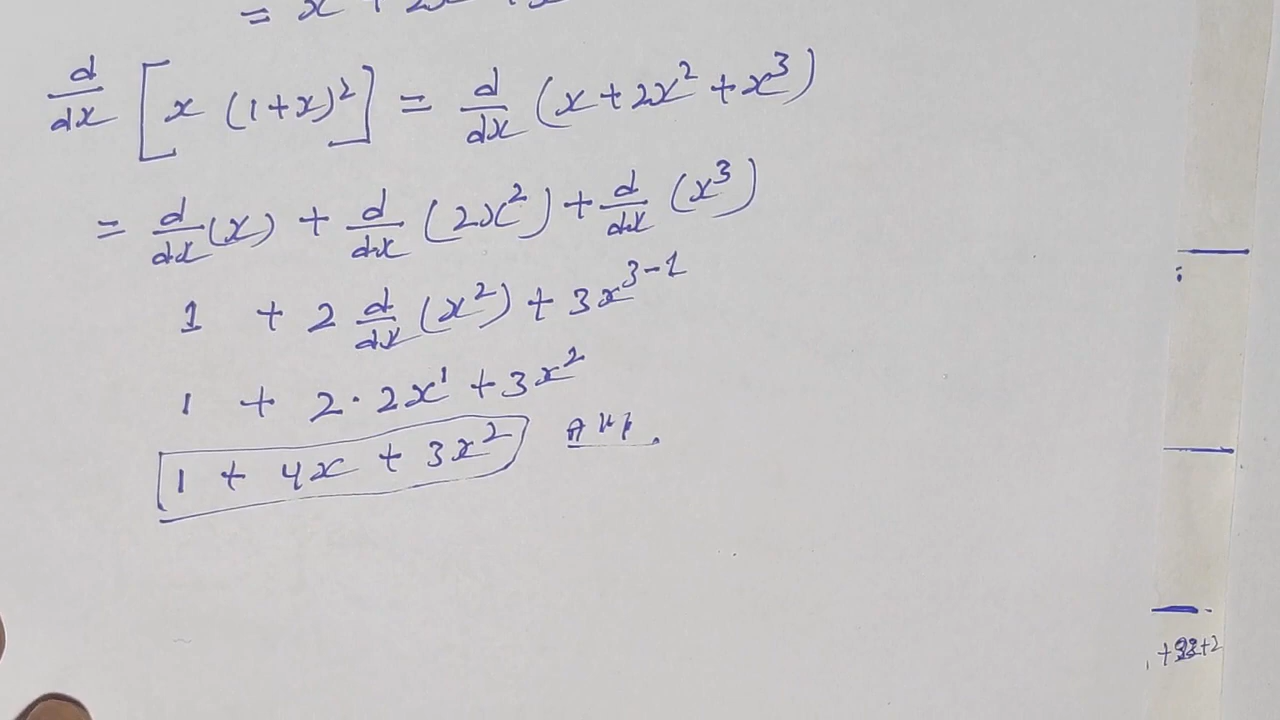 d/dx [x (1+x)²] = d/dx (x + 2x² + x³)
= d/dx (x) + d/dx (2x²) + d/dx (x³)
1 + 2 d/dx (x²) + 3x³⁻¹
1 + 2 · 2x¹ + 3x²
1 + 4x + 3x² Ans.